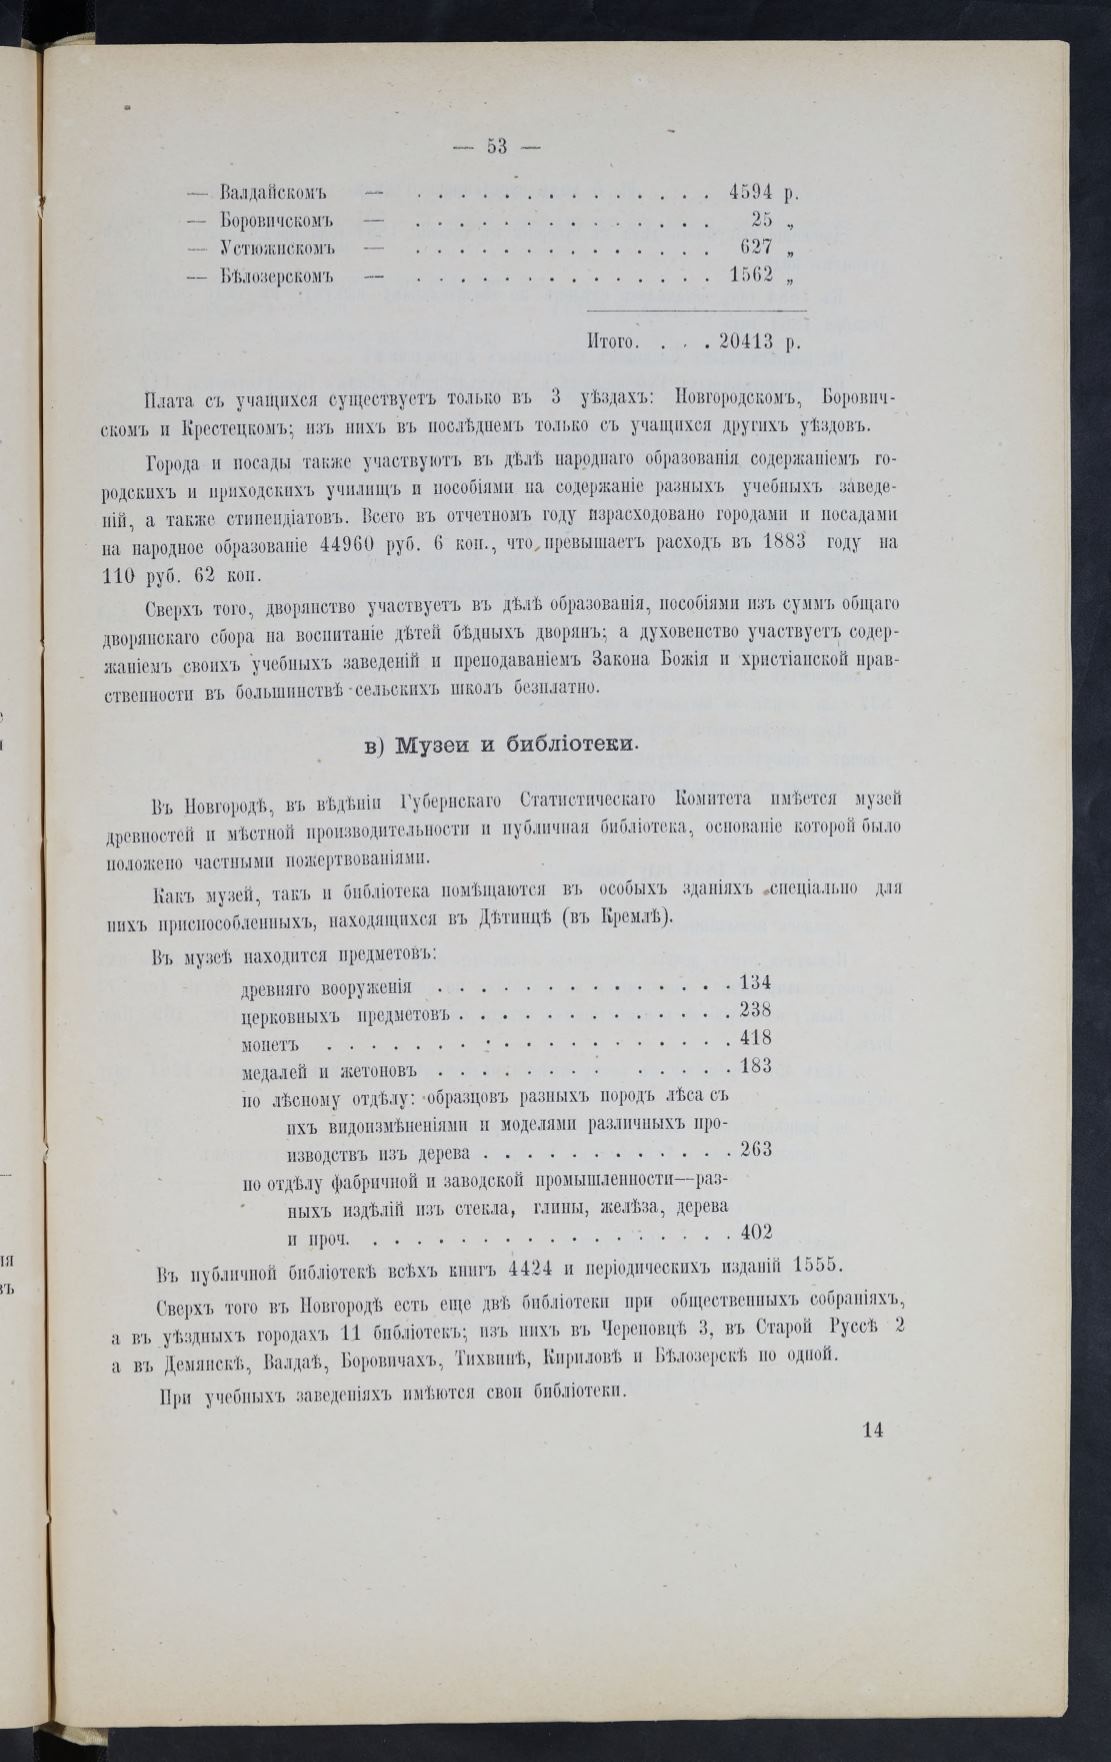 — 53 —
— Валдайскомъ — . . . . . . . . . . . . . . 4594 р.
— Боровичскомъ — . . . . . . . . . . . . . . 25 „
— Устюжнскомъ — . . . . . . . . . . . . . . 627 „
— Бѣлозерскомъ — . . . . . . . . . . . . . . 1562 „
Итого. . . . 20413 р.
Плата съ учащихся существуетъ только въ 3 уѣздахъ: Новгородскомъ, Борович-
скомъ и Крестецкомъ; изъ нихъ въ послѣднемъ только съ учащихся другихъ уѣздовъ.
Города и посады также участвуютъ въ дѣлѣ народнаго образованія содержаніемъ го-
родскихъ и приходскихъ училищъ и пособіями на содержаніе разныхъ учебныхъ заведе-
ній, а также стипендіатовъ. Всего въ отчетномъ году израсходовано городами и посадами
на народное образованіе 44960 руб. 6 коп., что превышаетъ расходъ въ 1883 году на
110 руб. 62 коп.
Сверхъ того, дворянство участвуетъ въ дѣлѣ образованія, пособіями изъ суммъ общаго
дворянскаго сбора на воспитаніе дѣтей бѣдныхъ дворянъ; а духовенство участвуетъ содер-
жаніемъ своихъ учебныхъ заведеній и преподаваніемъ Закона Божія и христіанской нрав-
ственности въ большинствѣ сельскихъ школъ безплатно.
в) Музеи и библіотеки.
Въ Новгородѣ, въ вѣдѣніи Губернскаго Статистическаго Комитета имѣется музей
древностей и мѣстной производительности и публичная библіотека, основаніе которой было
положено частными пожертвованіями.
Какъ музей, такъ и библіотека помѣщаются въ особыхъ зданіяхъ спеціально для
нихъ приспособленныхъ, находящихся въ Дѣтинцѣ (въ Кремлѣ).
Въ музеѣ находится предметовъ:
древняго вооруженія . . . . . . . . . . . . . . 134
церковныхъ предметовъ . . . . . . . . . . . . . 238
монетъ . . . . . . . . . . . . . . . . . . . 418
медалей и жетоновъ . . . . . . . . . . . . . . 183
по лѣсному отдѣлу: образцовъ разныхъ породъ лѣса съ
ихъ видоизмѣненіями и моделями различныхъ про-
изводствъ изъ дерева . . . . . . . . . . . . 263
по отдѣлу фабричной и заводской промышленности—раз-
ныхъ издѣлій изъ стекла, глины, желѣза, дерева
и проч. . . . . . . . . . . . . . . . . . 402
Въ публичной библіотекѣ всѣхъ книгъ 4424 и періодическихъ изданій 1555.
Сверхъ того въ Новгородѣ есть еще двѣ библіотеки при общественныхъ собраніяхъ,
а въ уѣздныхъ городахъ 11 библіотекъ; изъ нихъ въ Череповцѣ 3, въ Старой Руссѣ 2
а въ Демянскѣ, Валдаѣ, Боровичахъ, Тихвинѣ, Кириловѣ и Бѣлозерскѣ по одной.
При учебныхъ заведеніяхъ имѣются свои библіотеки.
14